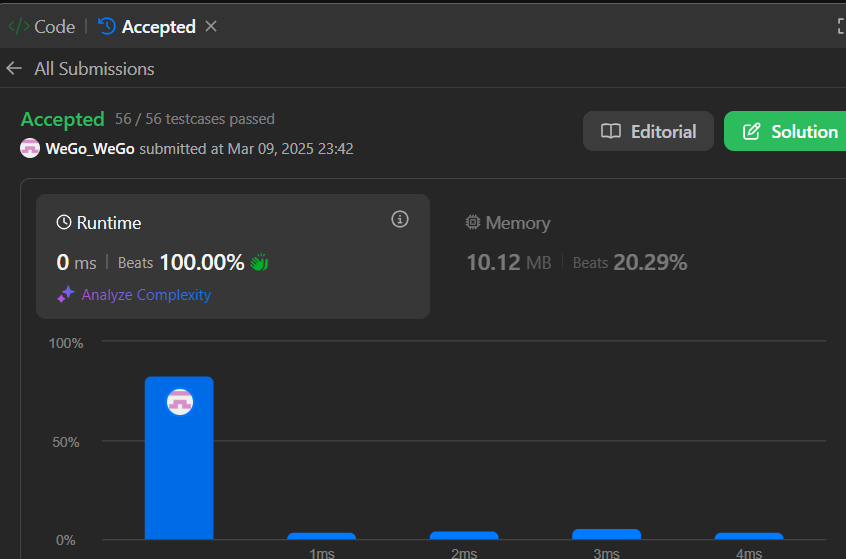 </> Code | Accepted ×
← All Submissions
Accepted 56 / 56 testcases passed
Editorial
Solution
WeGo_WeGo submitted at Mar 09, 2025 23:42
Runtime
0 ms | Beats 100.00%
Analyze Complexity
Memory
10.12 MB | Beats 20.29%
100%
50%
0%
1ms 2ms 3ms 4ms